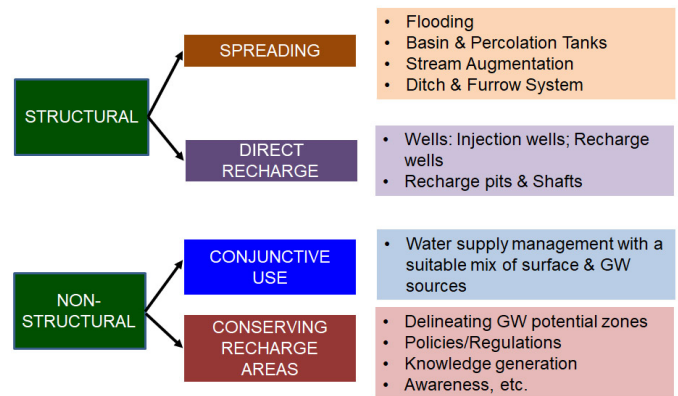 STRUCTURAL
SPREADING
• Flooding
• Basin & Percolation Tanks
• Stream Augmentation
• Ditch & Furrow System
DIRECT
RECHARGE
• Wells: Injection wells; Recharge
wells
• Recharge pits & Shafts
NON-
STRUCTURAL
CONJUNCTIVE
USE
• Water supply management with a
suitable mix of surface & GW
sources
CONSERVING
RECHARGE
AREAS
• Delineating GW potential zones
• Policies/Regulations
• Knowledge generation
• Awareness, etc.